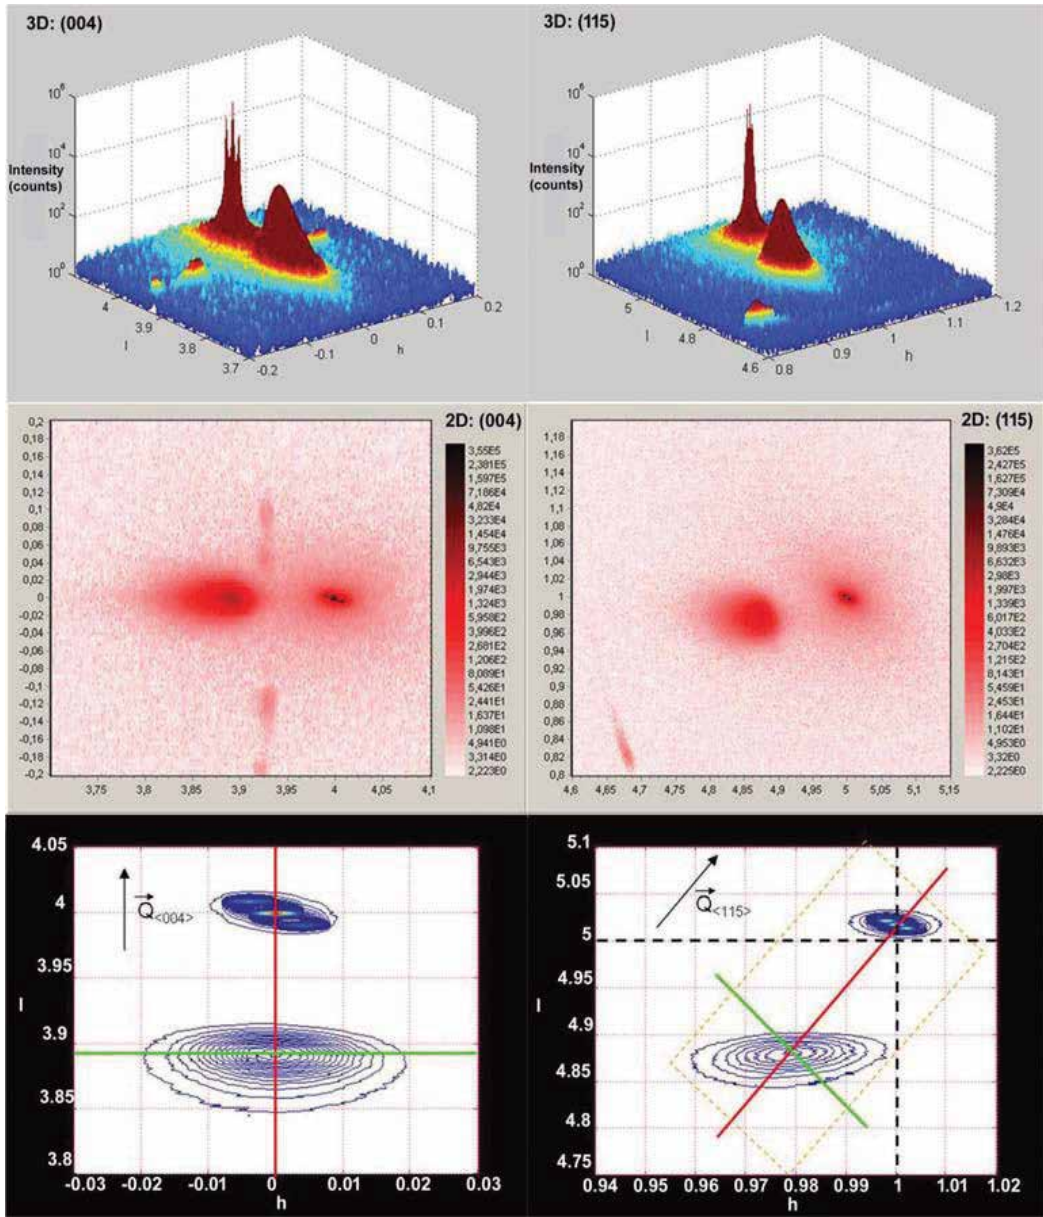 3D: (004)
10⁶
10⁴
Intensity
(counts)
10²
10⁰
4
3.9
3.8
3.7
l
-0.2
-0.1
0
0.1
0.2
h
3D: (115)
10⁶
10⁴
Intensity
(counts)
10²
10⁰
5
4.8
4.6
l
0.8
0.9
1
1.1
1.2
h
2D: (004)
0,2
0,18
0,16
0,14
0,12
0,1
0,08
0,06
0,04
0,02
0
-0,02
-0,04
-0,06
-0,08
-0,1
-0,12
-0,14
-0,16
-0,18
-0,2
3,75 3,8 3,85 3,9 3,95 4 4,05 4,1
3,55E5
2,381E5
1,597E5
7,186E4
4,82E4
3,233E4
1,454E4
9,755E3
6,543E3
2,944E3
1,974E3
1,324E3
5,958E2
3,996E2
2,681E2
1,206E2
8,089E1
5,426E1
2,441E1
1,637E1
1,098E1
4,941E0
3,314E0
2,223E0
2D: (115)
1,18
1,16
1,14
1,12
1,1
1,08
1,06
1,04
1,02
1
0,98
0,96
0,94
0,92
0,9
0,88
0,86
0,84
0,82
0,8
4,6 4,65 4,7 4,75 4,8 4,85 4,9 4,95 5 5,05 5,1 5,15
3,62E5
2,427E5
1,627E5
7,309E4
4,9E4
3,284E4
1,476E4
9,893E3
6,632E3
2,98E3
1,997E3
1,339E3
6,017E2
4,033E2
2,704E2
1,215E2
8,143E1
5,459E1
2,453E1
1,644E1
1,102E1
4,953E0
3,32E0
2,225E0
4.05
4
3.95
3.9
3.85
3.8
l
Q<004>
-0.03 -0.02 -0.01 0 0.01 0.02 0.03
h
5.1
5.05
5
4.95
4.9
4.85
4.8
4.75
l
Q<115>
0.94 0.95 0.96 0.97 0.98 0.99 1 1.01 1.02
h